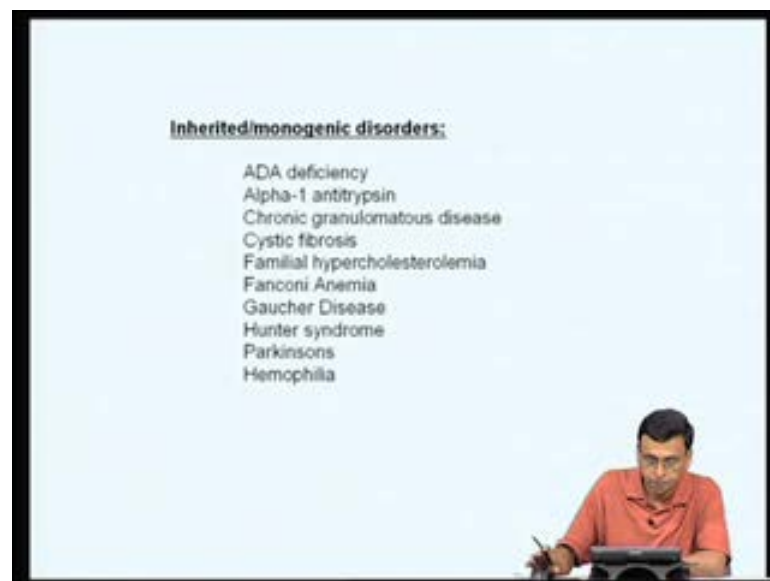 Inherited/monogenic disorders:
ADA deficiency
Alpha-1 antitrypsin
Chronic granulomatous disease
Cystic fibrosis
Familial hypercholesterolemia
Fanconi Anemia
Gaucher Disease
Hunter syndrome
Parkinsons
Hemophilia